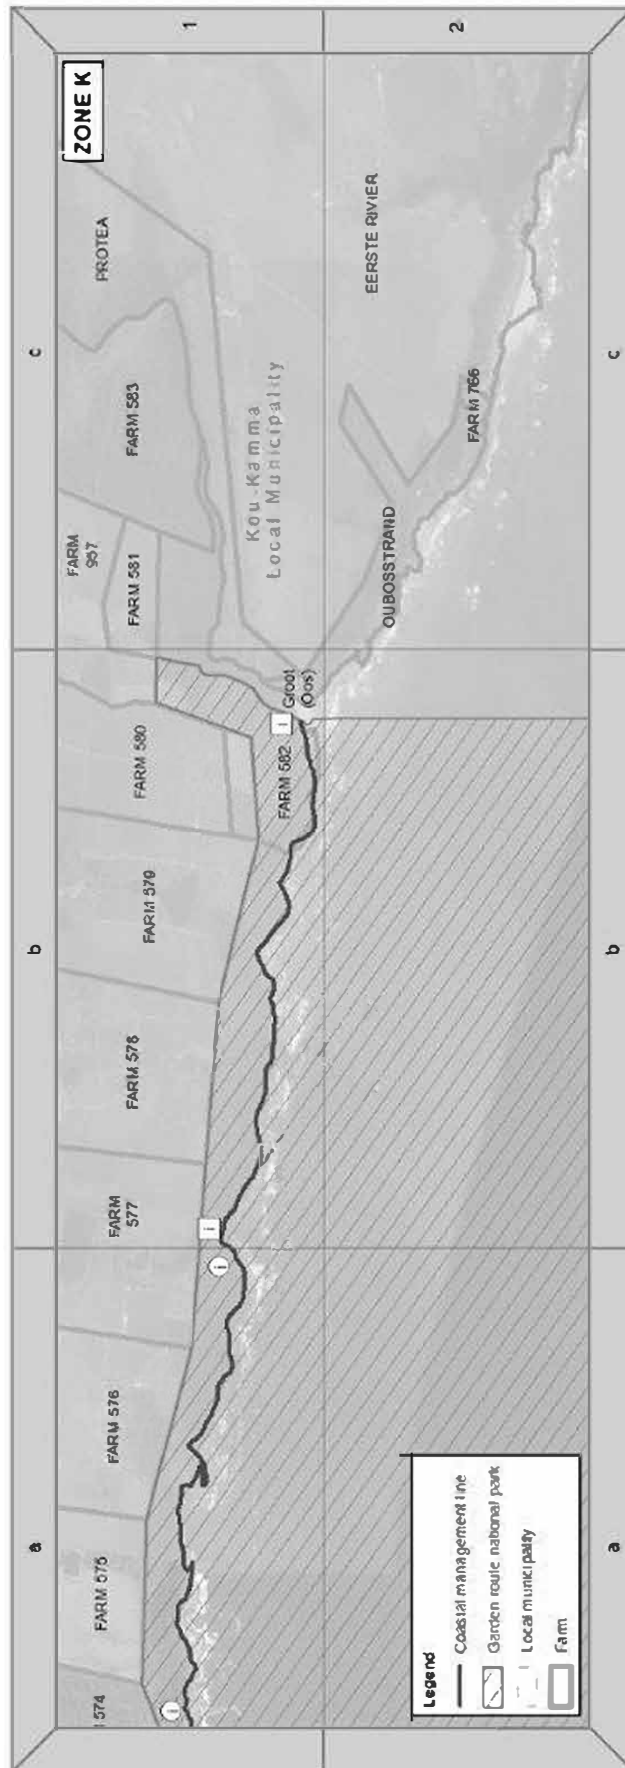 ZONE K
a
b
c
1
2
574
FARM 575
FARM 576
FARM
577
FARM 578
FARM 579
FARM 580
FARM 581
FARM
957
FARM 583
PROTEA
FARM 582
Groot
(Oos)
Kou-Kamma
Local Municipality
OUBOSSTRAND
FARM 766
EERSTE RIVIER
i
i
i
i
Legend
Coastal management line
Garden route national park
Local municipality
Farm
a
b
c